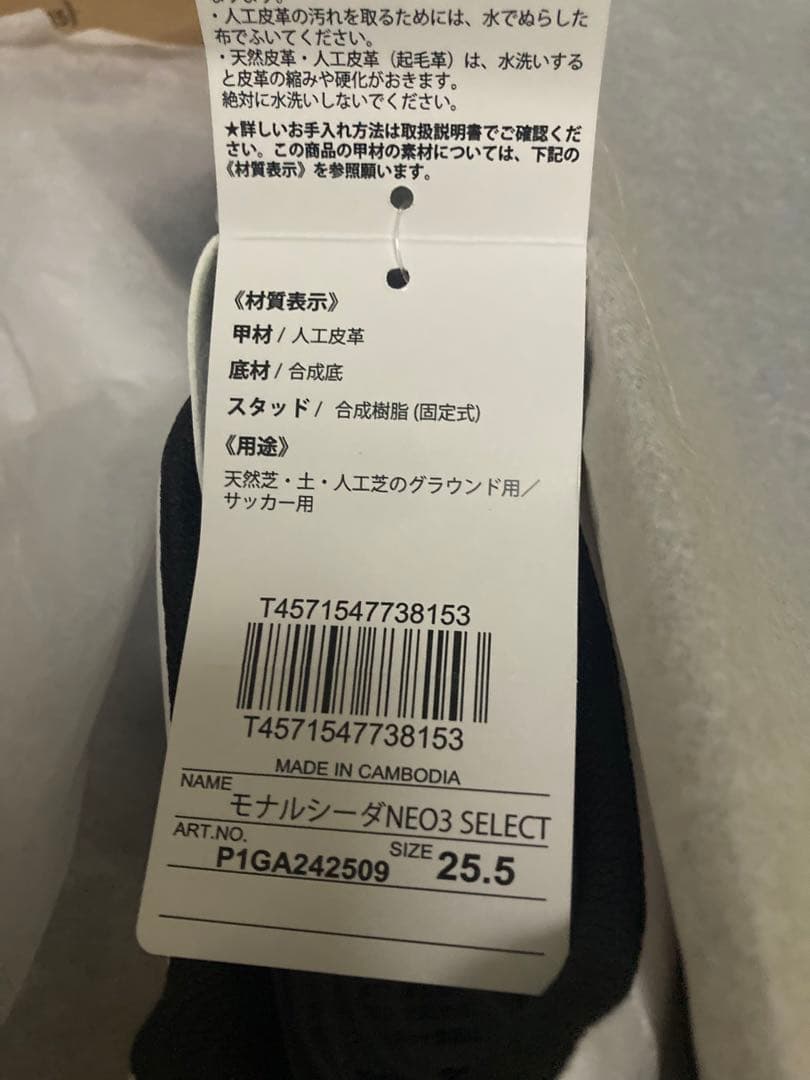 ・人工皮革の汚れを取るためには、水でぬらした
布でふいてください。
・天然皮革・人工皮革（起毛革）は、水洗いする
と皮革の縮みや硬化がおきます。
絶対に水洗いしないでください。
★詳しいお手入れ方法は取扱説明書でご確認くだ
さい。この商品の甲材の素材については、下記の
《材質表示》を参照願います。
《材質表示》
甲材 / 人工皮革
底材 / 合成底
スタッド / 合成樹脂 (固定式)
《用途》
天然芝・土・人工芝のグラウンド用／
サッカー用
T4571547738153
T4571547738153
MADE IN CAMBODIA
NAME モナルシーダNEO3 SELECT
ART.NO. P1GA242509 SIZE 25.5